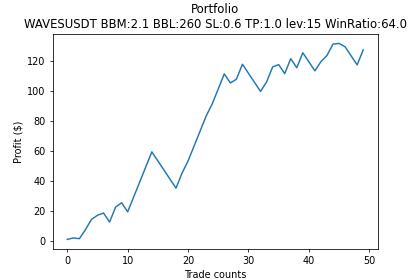 Portfolio
WAVESUSDT BBM:2.1 BBL:260 SL:0.6 TP:1.0 lev:15 WinRatio:64.0
120
100
80
60
40
20
0
Profit ($)
0 10 20 30 40 50
Trade counts